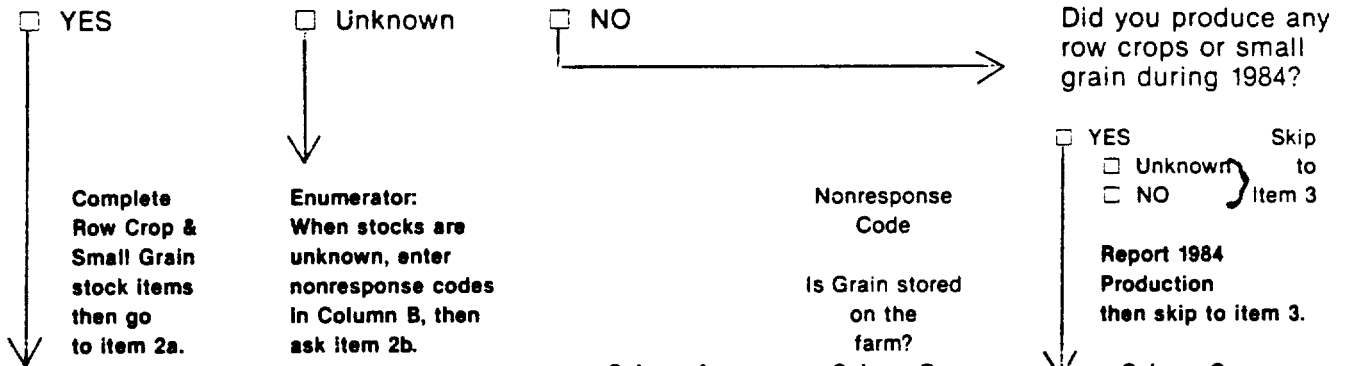 YES
Unknown
NO
Did you produce any
row crops or small
grain during 1984?
YES
Skip
Unknown
to
NO
Item 3
Complete
Row Crop &
Small Grain
stock items
then go
to item 2a.
Enumerator:
When stocks are
unknown, enter
nonresponse codes
in Column B, then
ask item 2b.
Nonresponse
Code
Is Grain stored
on the
farm?
Report 1984
Production
then skip to item 3.